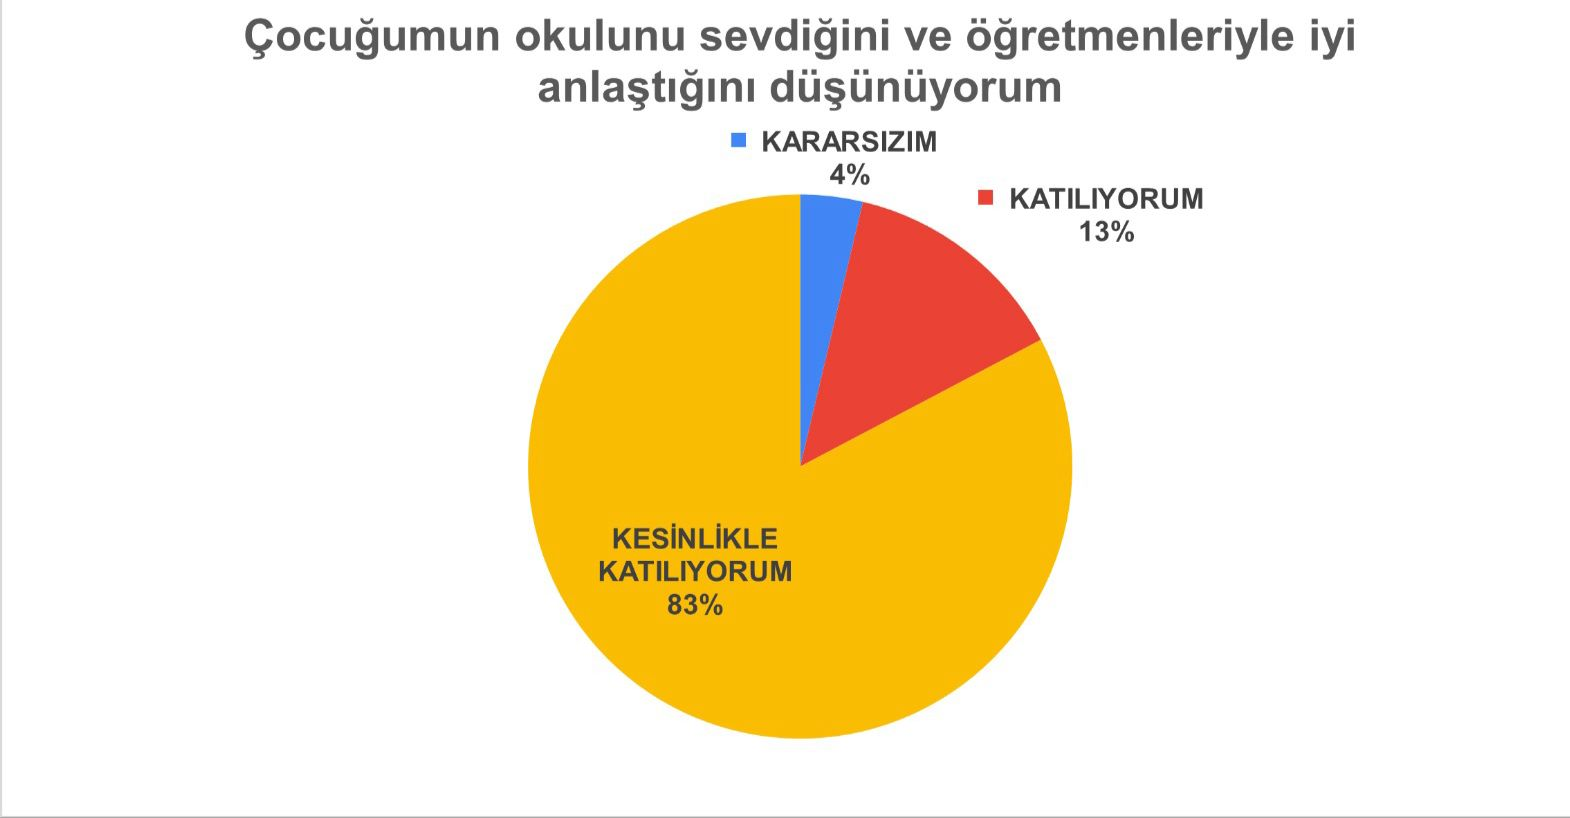 Çocuğumun okulunu sevdiğini ve öğretmenleriyle iyi
anlaştığını düşünüyorum
KARARSIZIM
4%
KATILIYORUM
13%
KESİNLİKLE
KATILIYORUM
83%